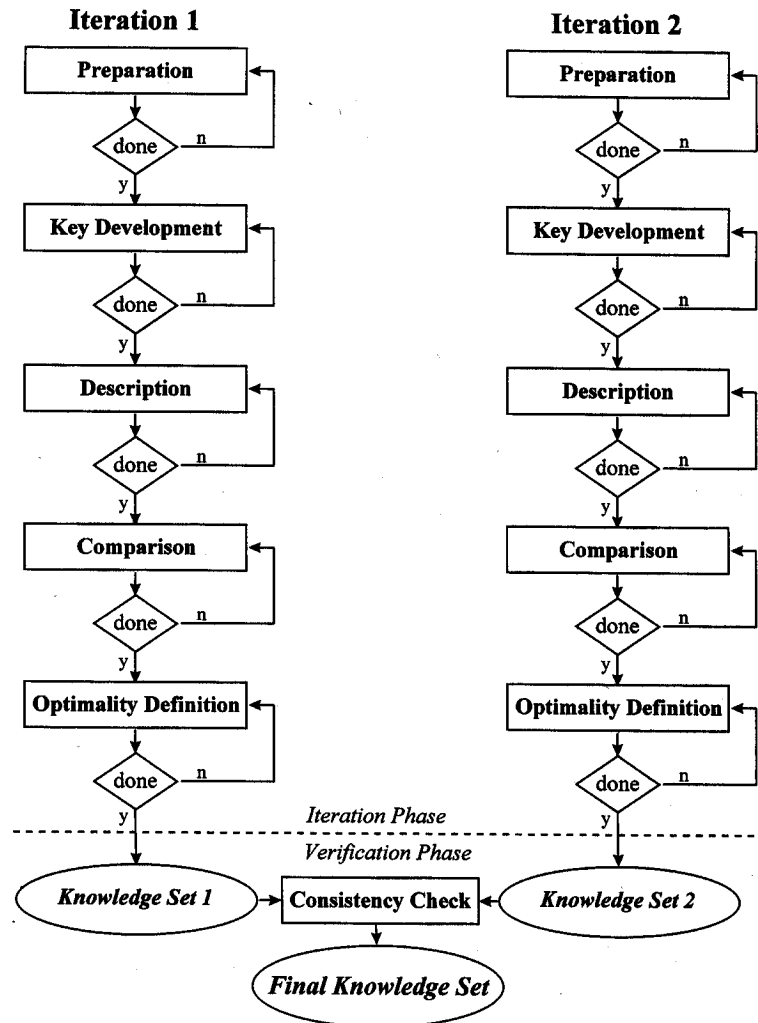 Iteration 1
Preparation
done
n
y
Key Development
done
n
y
Description
done
n
y
Comparison
done
n
y
Optimality Definition
done
n
y
Iteration 2
Preparation
done
n
y
Key Development
done
n
y
Description
done
n
y
Comparison
done
n
y
Optimality Definition
done
n
y
Iteration Phase
Verification Phase
Knowledge Set 1
Consistency Check
Knowledge Set 2
Final Knowledge Set